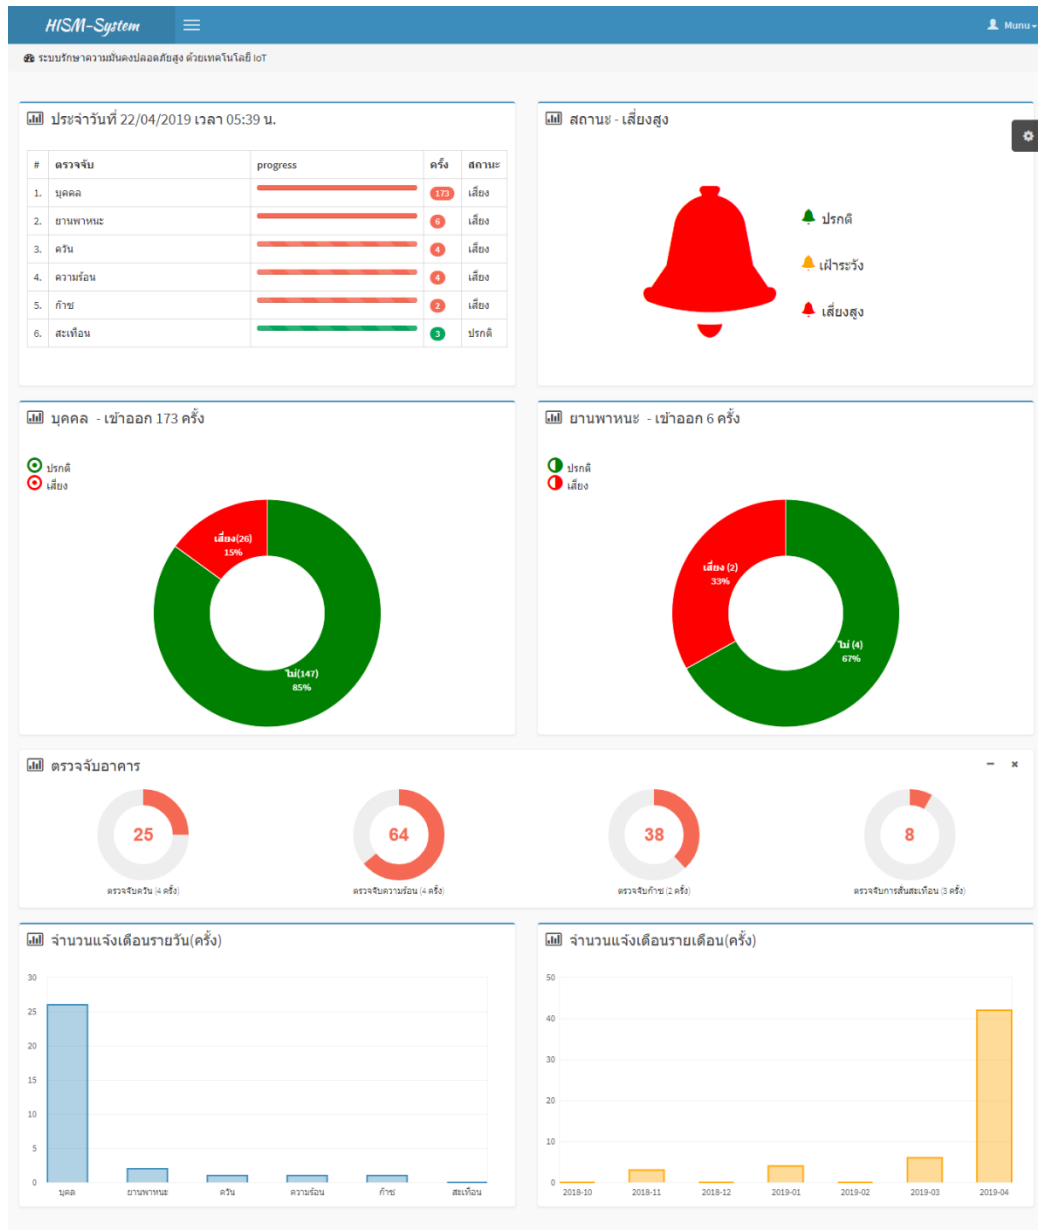 HISM-System
Munu
ระบบรักษาความมั่นคงปลอดภัยสูง ด้วยเทคโนโลยี IoT
ประจำวันที่ 22/04/2019 เวลา 05:39 น.
# ตรวจจับ progress ครั้ง สถานะ
1. บุคคล 173 เสี่ยง
2. ยานพาหนะ 6 เสี่ยง
3. ควัน 4 เสี่ยง
4. ความร้อน 4 เสี่ยง
5. ก๊าซ 2 เสี่ยง
6. สะเทือน 3 ปรกติ
สถานะ - เสี่ยงสูง
ปรกติ
เฝ้าระวัง
เสี่ยงสูง
บุคคล - เข้าออก 173 ครั้ง
ปรกติ
เสี่ยง
เสี่ยง(26)
15%
ไม่(147)
85%
ยานพาหนะ - เข้าออก 6 ครั้ง
ปรกติ
เสี่ยง
เสี่ยง (2)
33%
ไม่ (4)
67%
ตรวจจับอาคาร
25
ตรวจจับควัน (4 ครั้ง)
64
ตรวจจับความร้อน (4 ครั้ง)
38
ตรวจจับก๊าซ (2 ครั้ง)
8
ตรวจจับการสั่นสะเทือน (3 ครั้ง)
จำนวนแจ้งเตือนรายวัน(ครั้ง)
30
25
20
15
10
5
0
บุคล ยานพาหนะ ควัน ความร้อน ก๊าซ สะเทือน
จำนวนแจ้งเตือนรายเดือน(ครั้ง)
50
40
30
20
10
0
2018-10 2018-11 2018-12 2019-01 2019-02 2019-03 2019-04